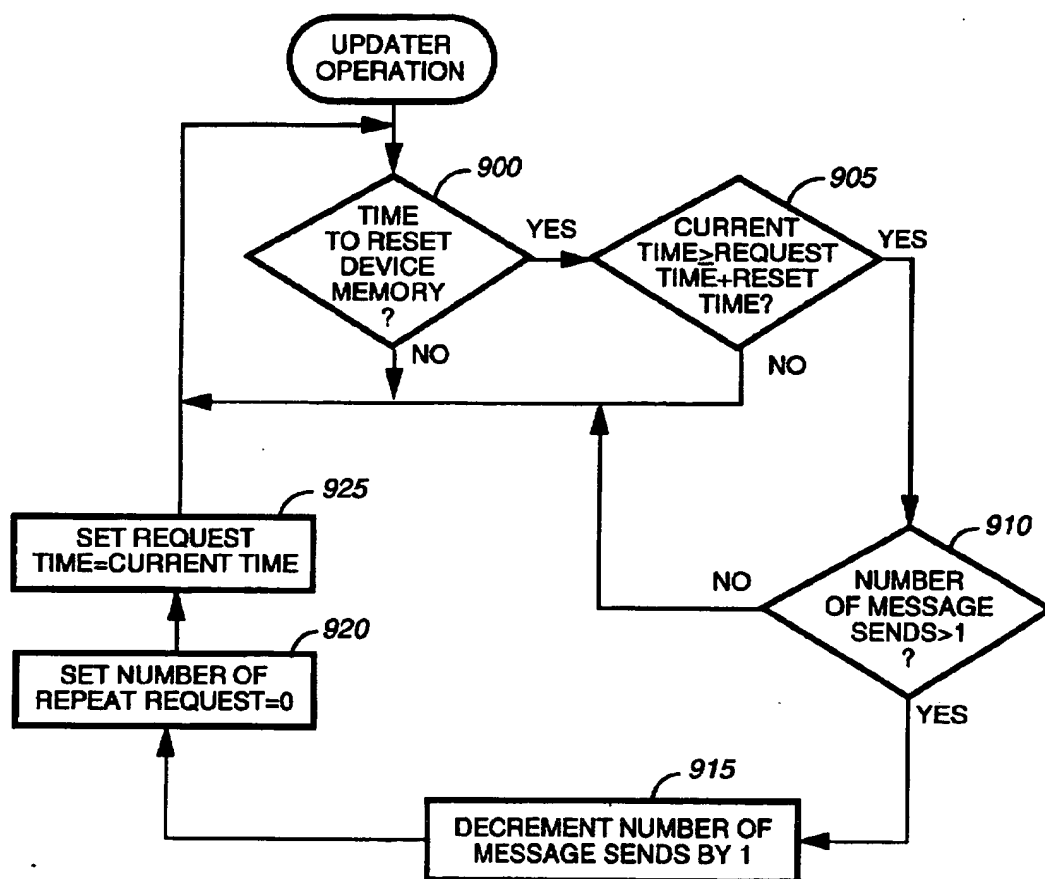 UPDATER
OPERATION
900
TIME
TO RESET
DEVICE
MEMORY
?
YES
NO
905
CURRENT
TIME≥REQUEST
TIME+RESET
TIME?
YES
NO
910
NUMBER
OF MESSAGE
SENDS>1
?
NO
YES
915
DECREMENT NUMBER OF
MESSAGE SENDS BY 1
920
SET NUMBER OF
REPEAT REQUEST=0
925
SET REQUEST
TIME=CURRENT TIME